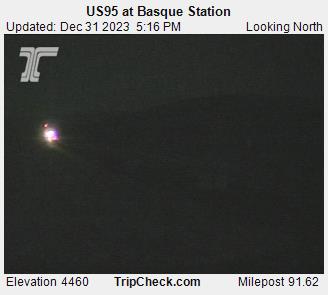 US95 at Basque Station
Updated: Dec 31 2023 5:16 PM Looking North
Elevation 4460 TripCheck.com Milepost 91.62